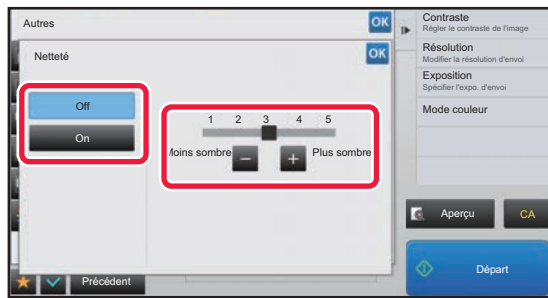 Autres
OK
Netteté
OK
Off
On
1 2 3 4 5
Moins sombre
Plus sombre
Précédent
Contraste
Régler le contraste de l'image
Résolution
Modifier la résolution d'envoi
Exposition
Spécifier l'expo. d'envoi
Mode couleur
Aperçu
CA
Départ